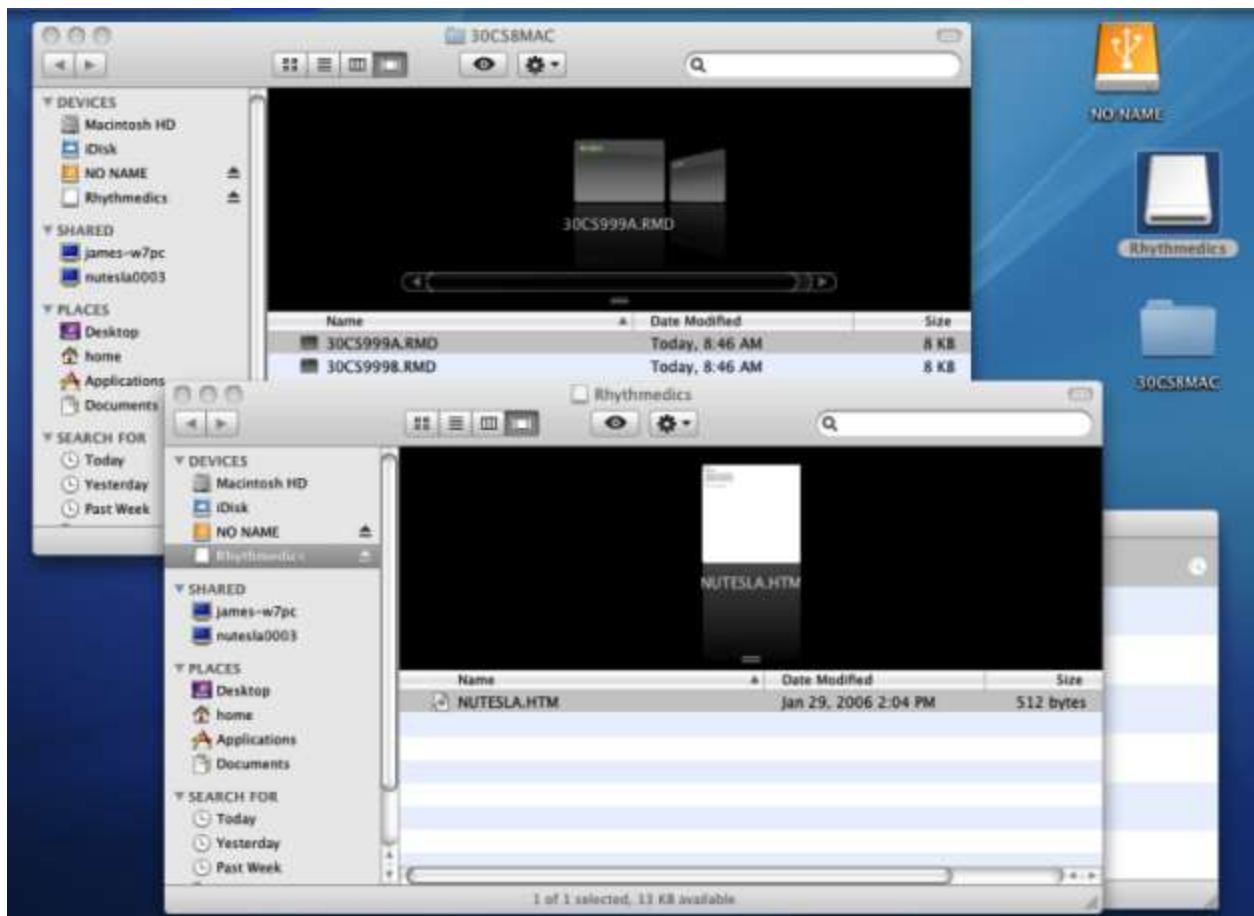 30CS8MAC
DEVICES
Macintosh HD
iDisk
NO NAME
Rhythmedics
SHARED
james-w7pc
nutesla0003
PLACES
Desktop
home
Applications
Documents
SEARCH FOR
Today
Yesterday
Past Week
30CS999A.RMD
Name Date Modified Size
30CS999A.RMD Today, 8:46 AM 8 KB
30CS999B.RMD Today, 8:46 AM 8 KB
NO NAME
Rhythmedics
30CS8MAC
Rhythmedics
DEVICES
Macintosh HD
iDisk
NO NAME
Rhythmedics
SHARED
james-w7pc
nutesla0003
PLACES
Desktop
home
Applications
Documents
SEARCH FOR
Today
Yesterday
Past Week
NUTESLA.HTM
Name Date Modified Size
NUTESLA.HTM Jan 29, 2006 2:04 PM 512 bytes
1 of 1 selected, 13 KB available